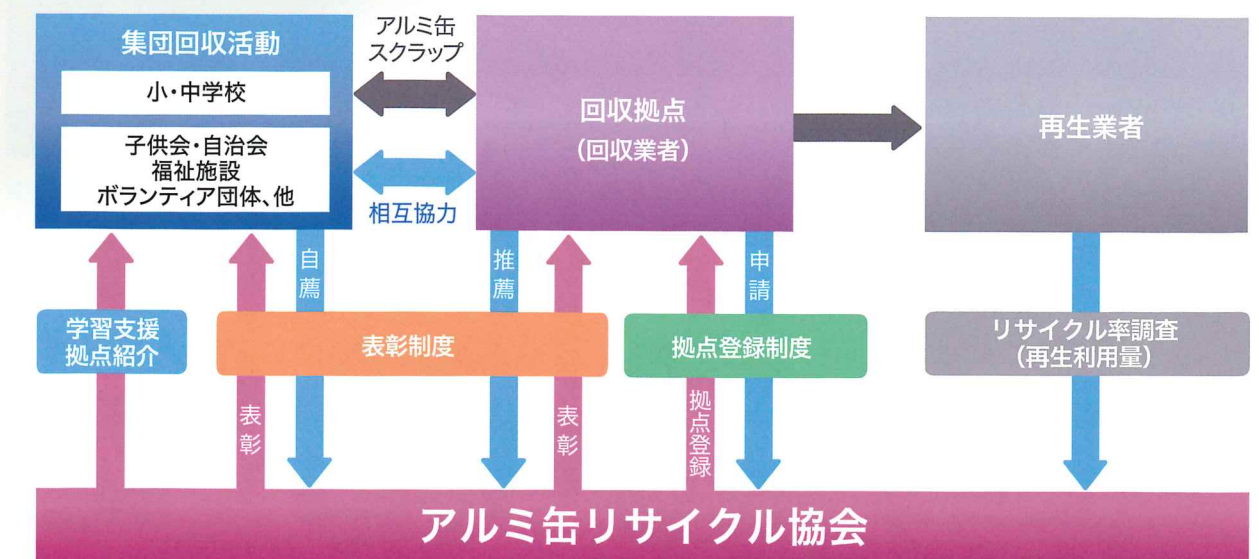 集団回収活動
小・中学校
子供会・自治会
福祉施設
ボランティア団体、他
アルミ缶
スクラップ
相互協力
回収拠点
(回収業者)
再生業者
自薦
推薦
申請
学習支援
拠点紹介
表彰制度
拠点登録制度
リサイクル率調査
(再生利用量)
表彰
表彰
拠点登録
アルミ缶リサイクル協会